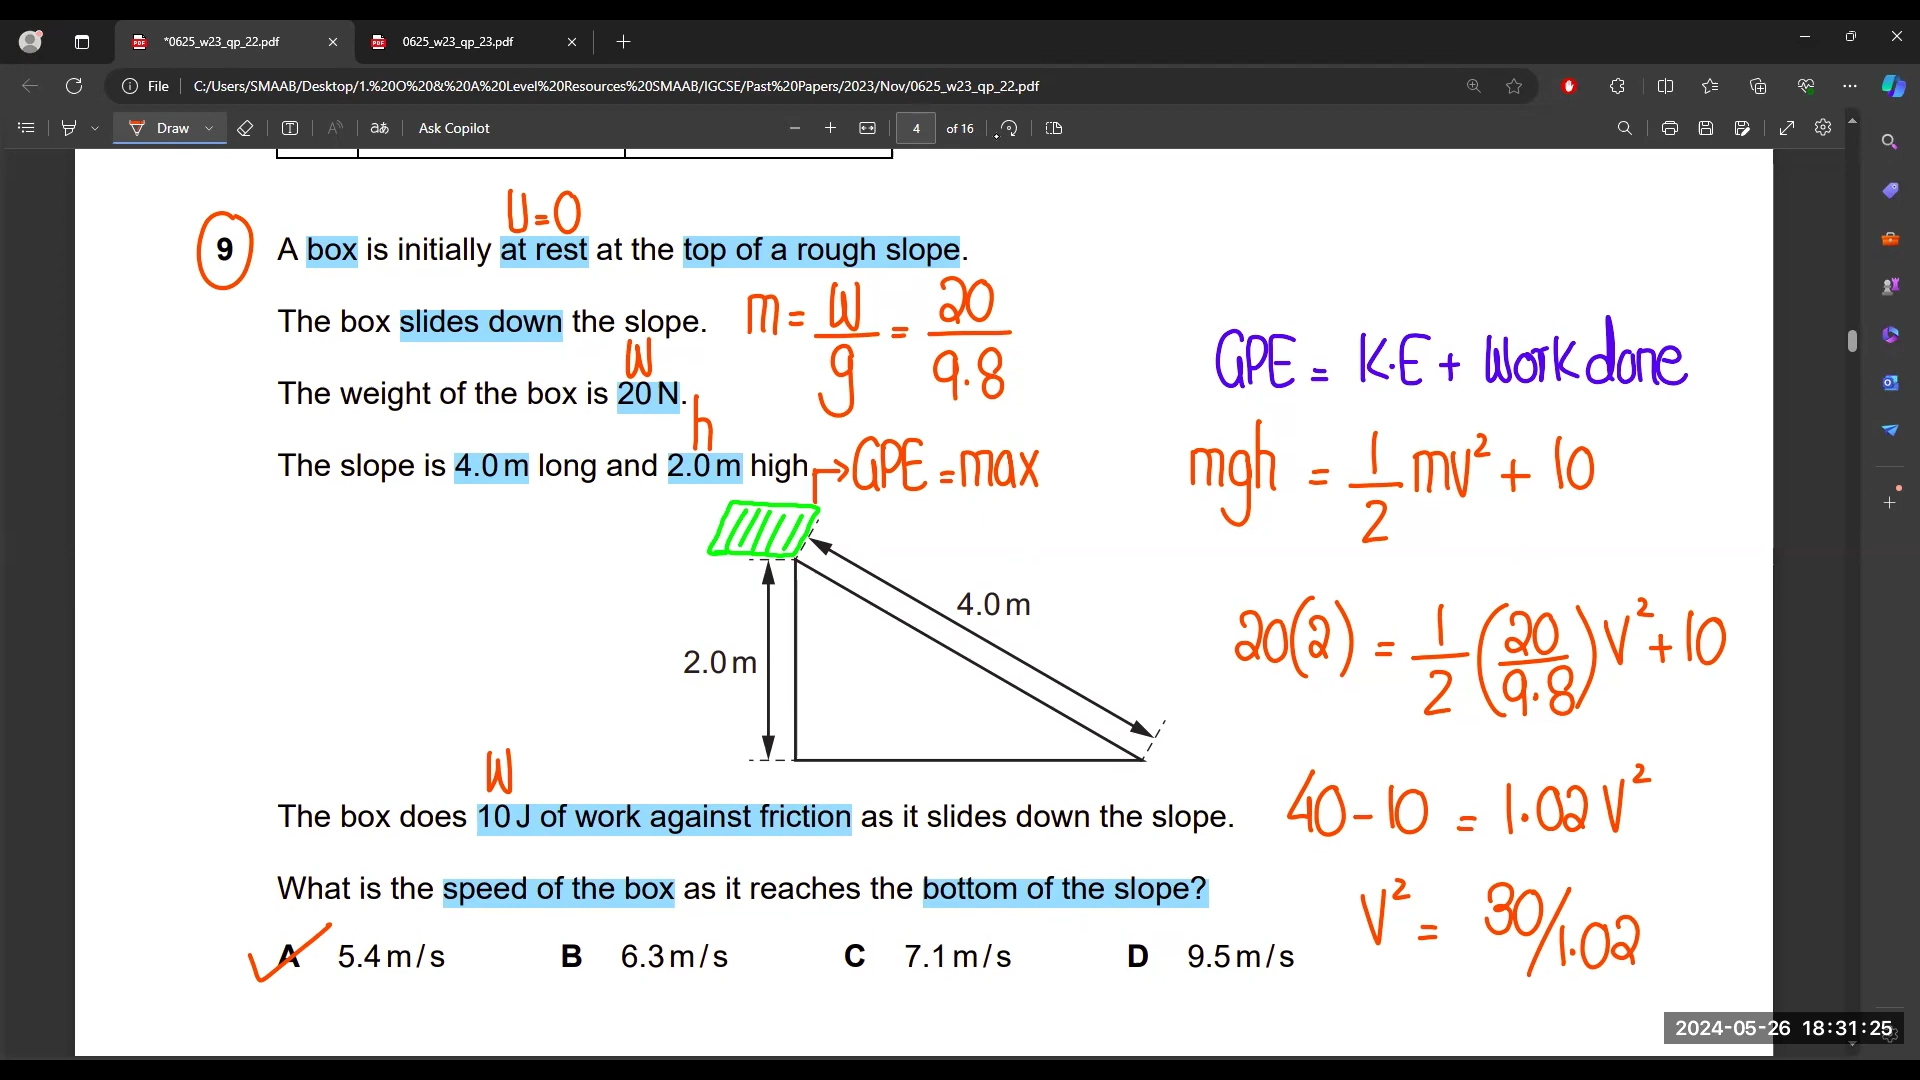 *0625_w23_qp_22.pdf
0625_w23_qp_23.pdf
File
C:/Users/SMAAB/Desktop/1.%20O%20&%20A%20Level%20Resources%20SMAAB/IGCSE/Past%20Papers/2023/Nov/0625_w23_qp_22.pdf
Draw
Ask Copilot
4 of 16
U=0
9 A box is initially at rest at the top of a rough slope.
The box slides down the slope.
m = W/g = 20/9.8
W
The weight of the box is 20 N.
h
The slope is 4.0 m long and 2.0 m high
GPE = max
GPE = K.E + Work done
mgh = 1/2 mv² + 10
4.0 m
2.0 m
20(2) = 1/2 (20/9.8) V² + 10
W
The box does 10 J of work against friction as it slides down the slope.
40 - 10 = 1.02 V²
What is the speed of the box as it reaches the bottom of the slope?
V² = 30/1.02
A 5.4 m / s B 6.3 m / s C 7.1 m / s D 9.5 m / s
2024-05-26 18:31:25